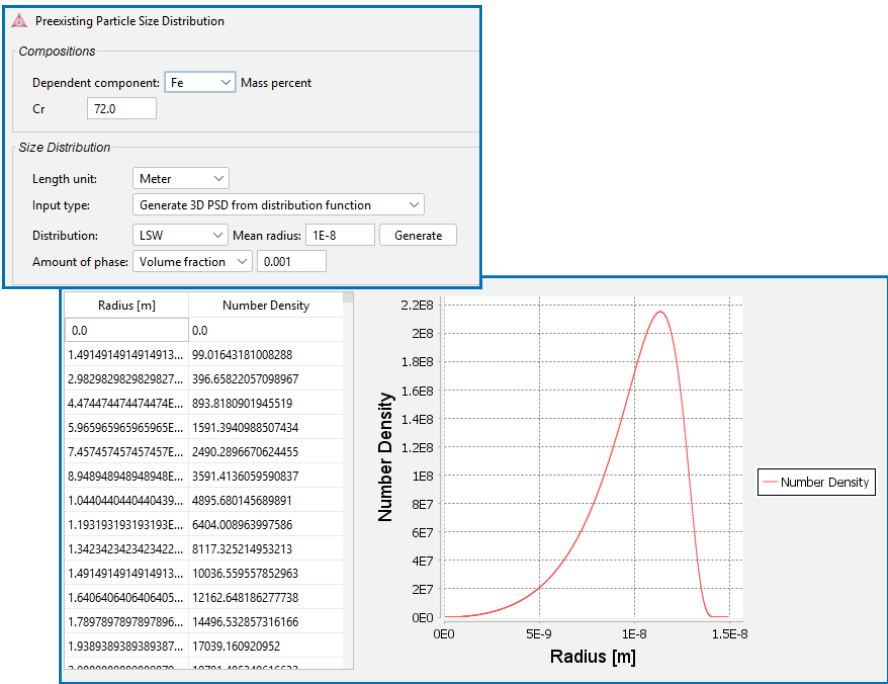 Preexisting Particle Size Distribution
Compositions
Dependent component: Fe Mass percent
Cr 72.0
Size Distribution
Length unit: Meter
Input type: Generate 3D PSD from distribution function
Distribution: LSW Mean radius: 1E-8 Generate
Amount of phase: Volume fraction 0.001
Radius [m] Number Density
0.0 0.0
1.4914914914914913... 99.01643181008288
2.9829829829829827... 396.65822057098967
4.474474474474474E... 893.8180901945519
5.965965965965965E... 1591.3940988507434
7.457457457457457E... 2490.2896670624455
8.948948948948948E... 3591.4136059590837
1.0440440440440439... 4895.680145689891
1.193193193193193E... 6404.008963997586
1.3423423423423422... 8117.325214953213
1.4914914914914913... 10036.559557852963
1.6406406406406405... 12162.648186277738
1.7897897897897896... 14496.532857316166
1.9389389389389387... 17039.160920952
Number Density
2.2E8
2E8
1.8E8
1.6E8
1.4E8
1.2E8
1E8
8E7
6E7
4E7
2E7
0E0
0E0 5E-9 1E-8 1.5E-8
Radius [m]
Number Density